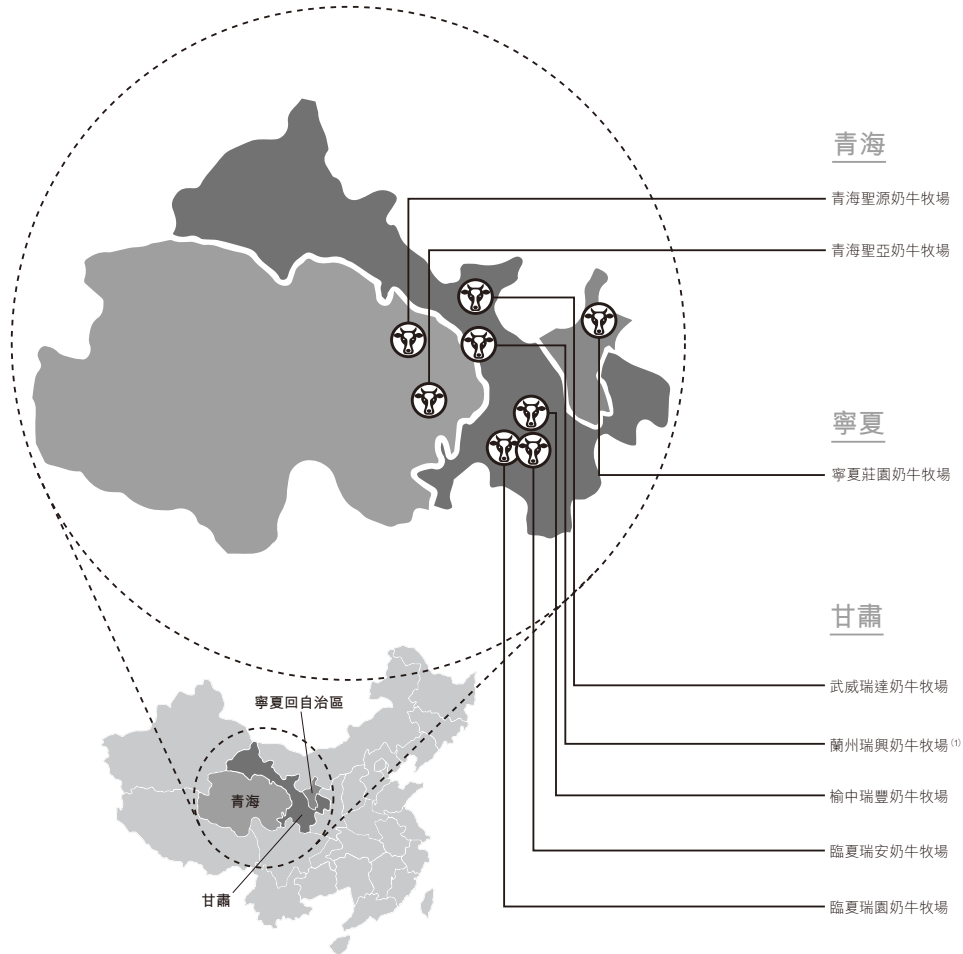 青海
青海聖源奶牛牧場
青海聖亞奶牛牧場
寧夏
寧夏莊園奶牛牧場
甘肅
武威瑞達奶牛牧場
蘭州瑞興奶牛牧場(1)
榆中瑞豐奶牛牧場
臨夏瑞安奶牛牧場
臨夏瑞園奶牛牧場
寧夏回自治區
青海
甘肅